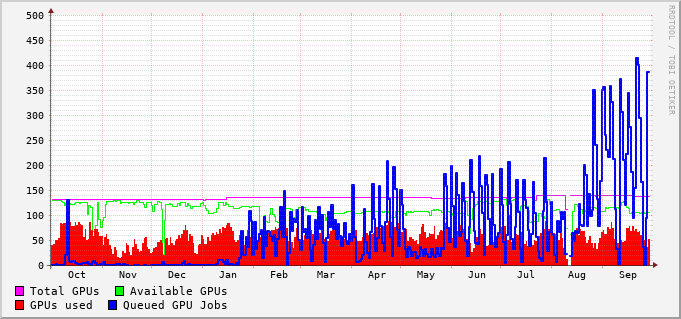 500
450
400
350
300
250
200
150
100
50
0
Oct Nov Dec Jan Feb Mar Apr May Jun Jul Aug Sep
Total GPUs Available GPUs
GPUs used Queued GPU Jobs
RRDTOOL / TOBI OETIKER